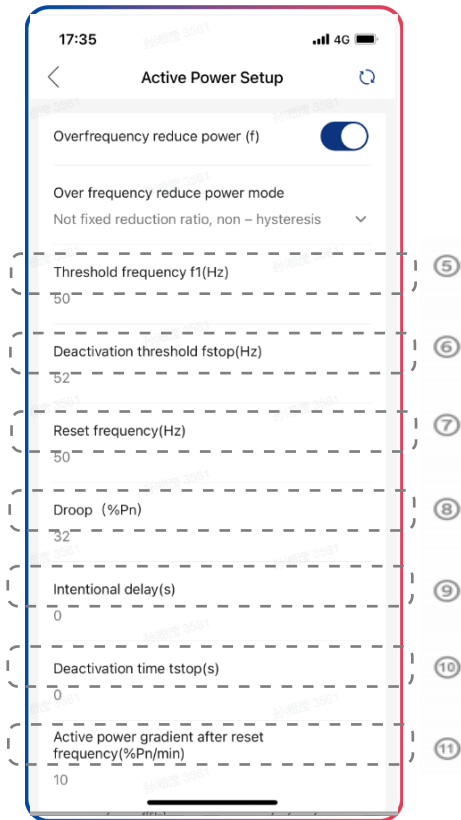 17:35
4G
Active Power Setup
Overfrequency reduce power (f)
Over frequency reduce power mode
Not fixed reduction ratio, non – hysteresis
Threshold frequency f1(Hz)
⑤
50
Deactivation threshold fstop(Hz)
⑥
52
Reset frequency(Hz)
⑦
50
Droop（%Pn）
⑧
32
Intentional delay(s)
⑨
0
Deactivation time tstop(s)
⑩
0
Active power gradient after reset
frequency(%Pn/min)
⑪
10